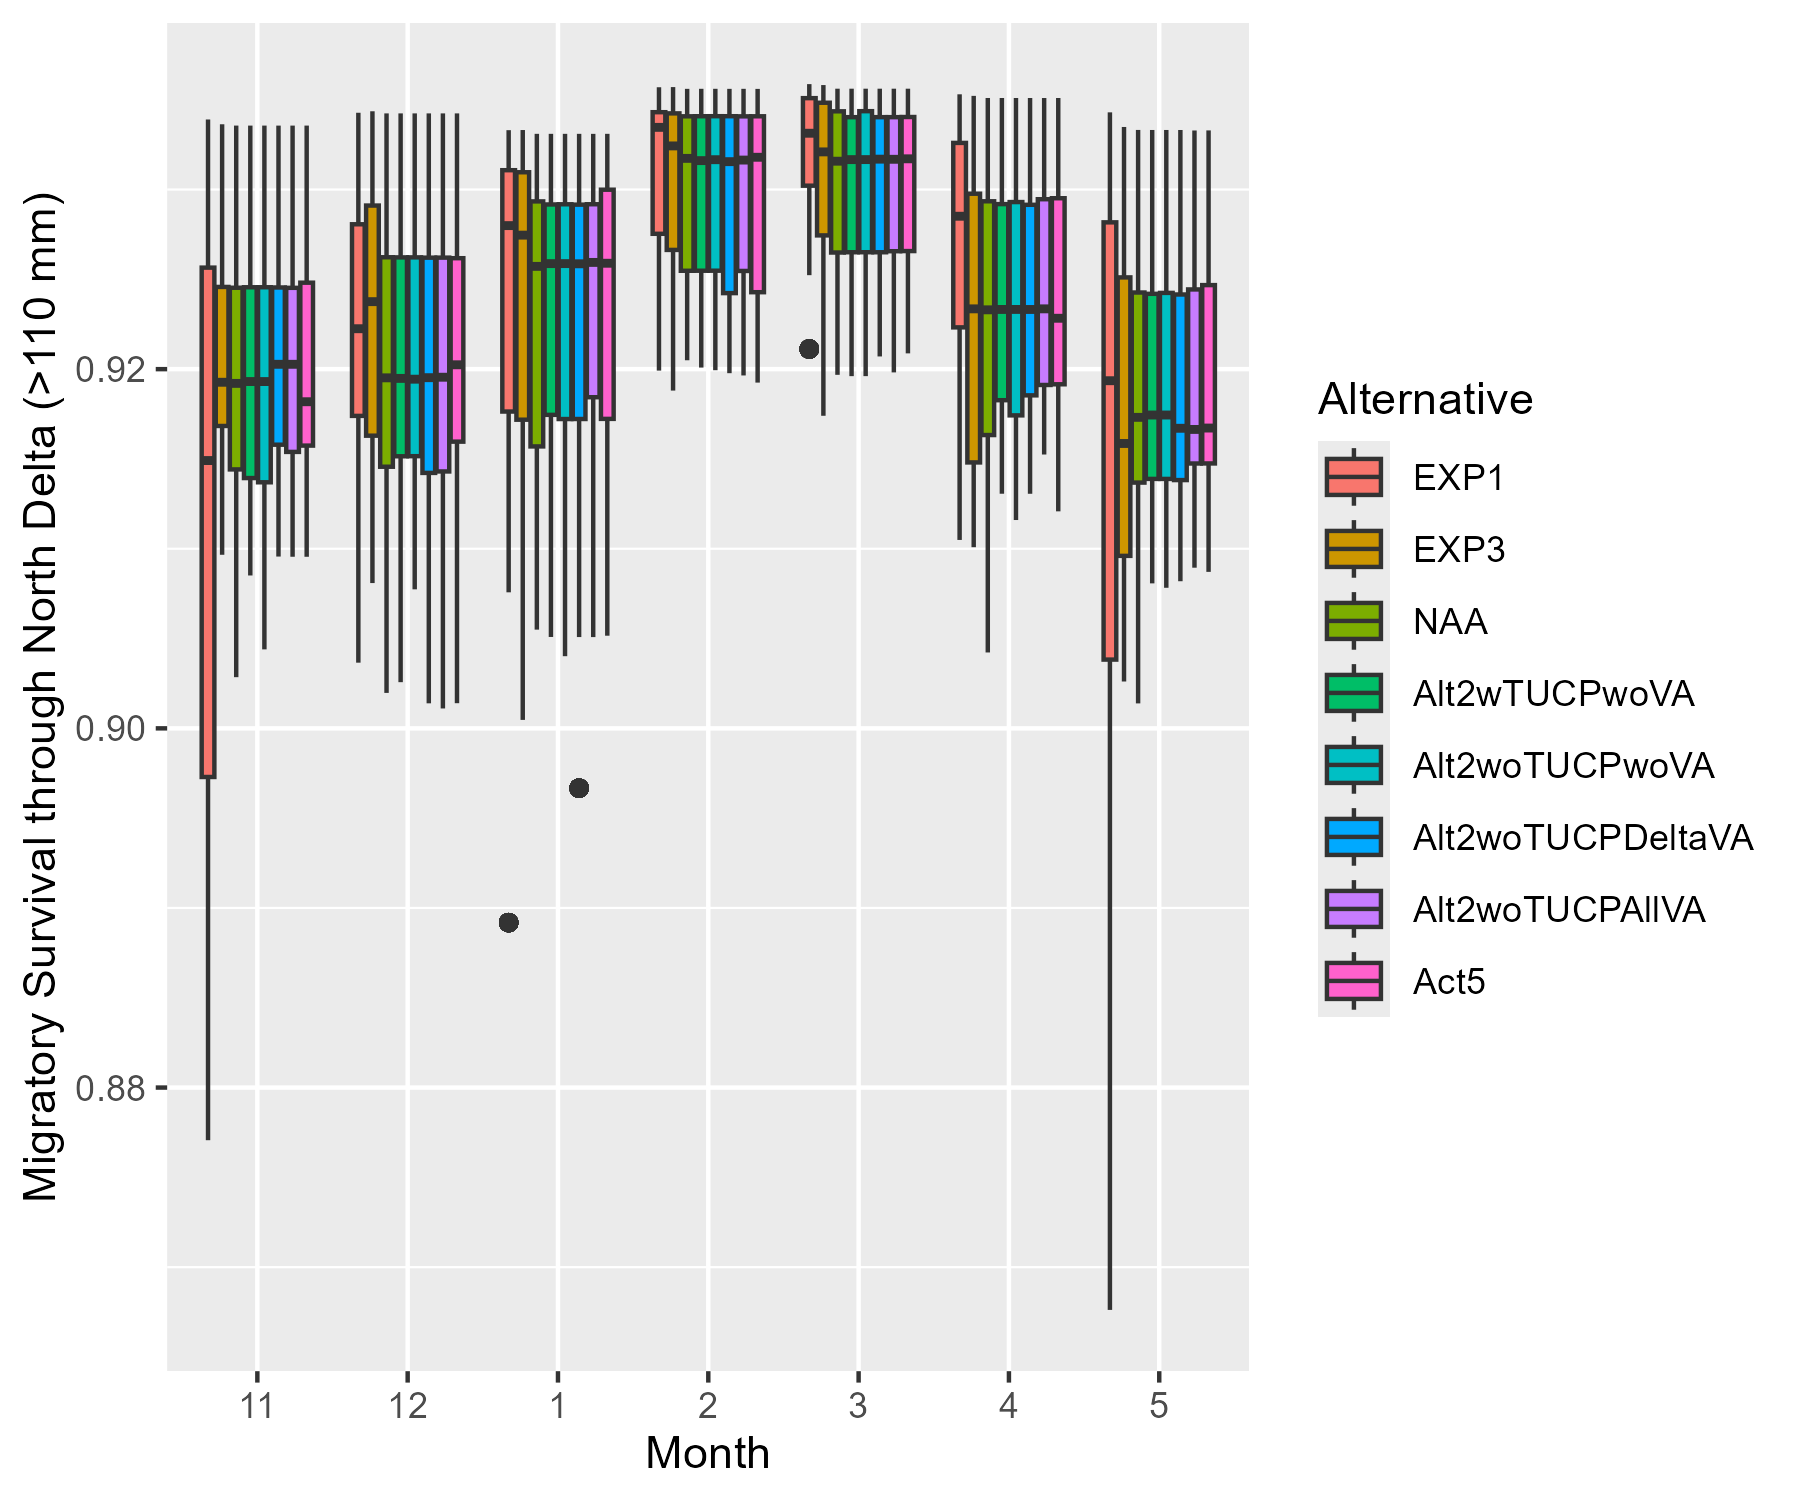 Migratory Survival through North Delta (>110 mm)
0.92
0.90
0.88
11 12 1 2 3 4 5
Month
Alternative
EXP1
EXP3
NAA
Alt2wTUCPwoVA
Alt2woTUCPwoVA
Alt2woTUCPDeltaVA
Alt2woTUCPAllVA
Act5